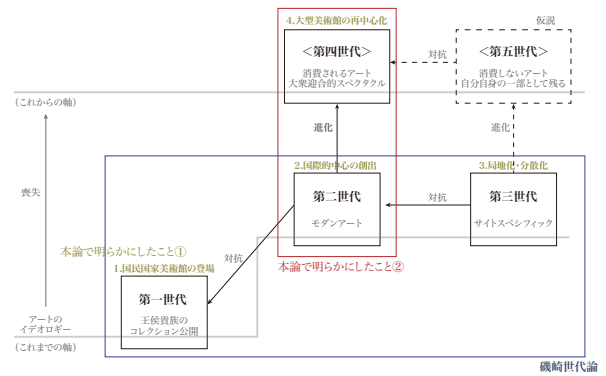 4.大型美術館の再中心化
仮説
<第四世代>
消費されるアート
大衆迎合的スペクタクル
対抗
<第五世代>
消費しないアート
自分自身の一部として残る
(これからの軸)
進化
進化
喪失
2.国際的中心の創出
第二世代
モダンアート
対抗
3.局地化・分散化
第三世代
サイトスペシフィック
本論で明らかにしたこと①
対抗
本論で明らかにしたこと②
1.国民国家美術館の登場
第一世代
王侯貴族の
コレクション公開
アートの
イデオロギー
(これまでの軸)
磯崎世代論